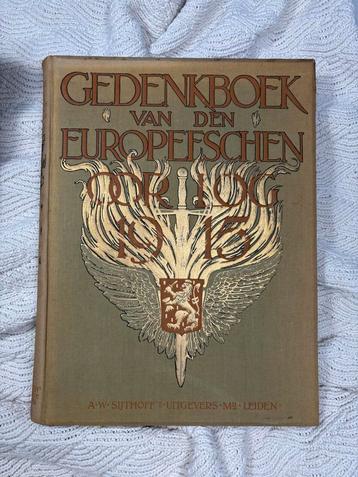 GEDENKBOEK
VAN DEN
EUROPEESCHEN
OORLOG
1915
A·W·SIJTHOFF'S·UITGEVERS·Mij·LEIDEN·